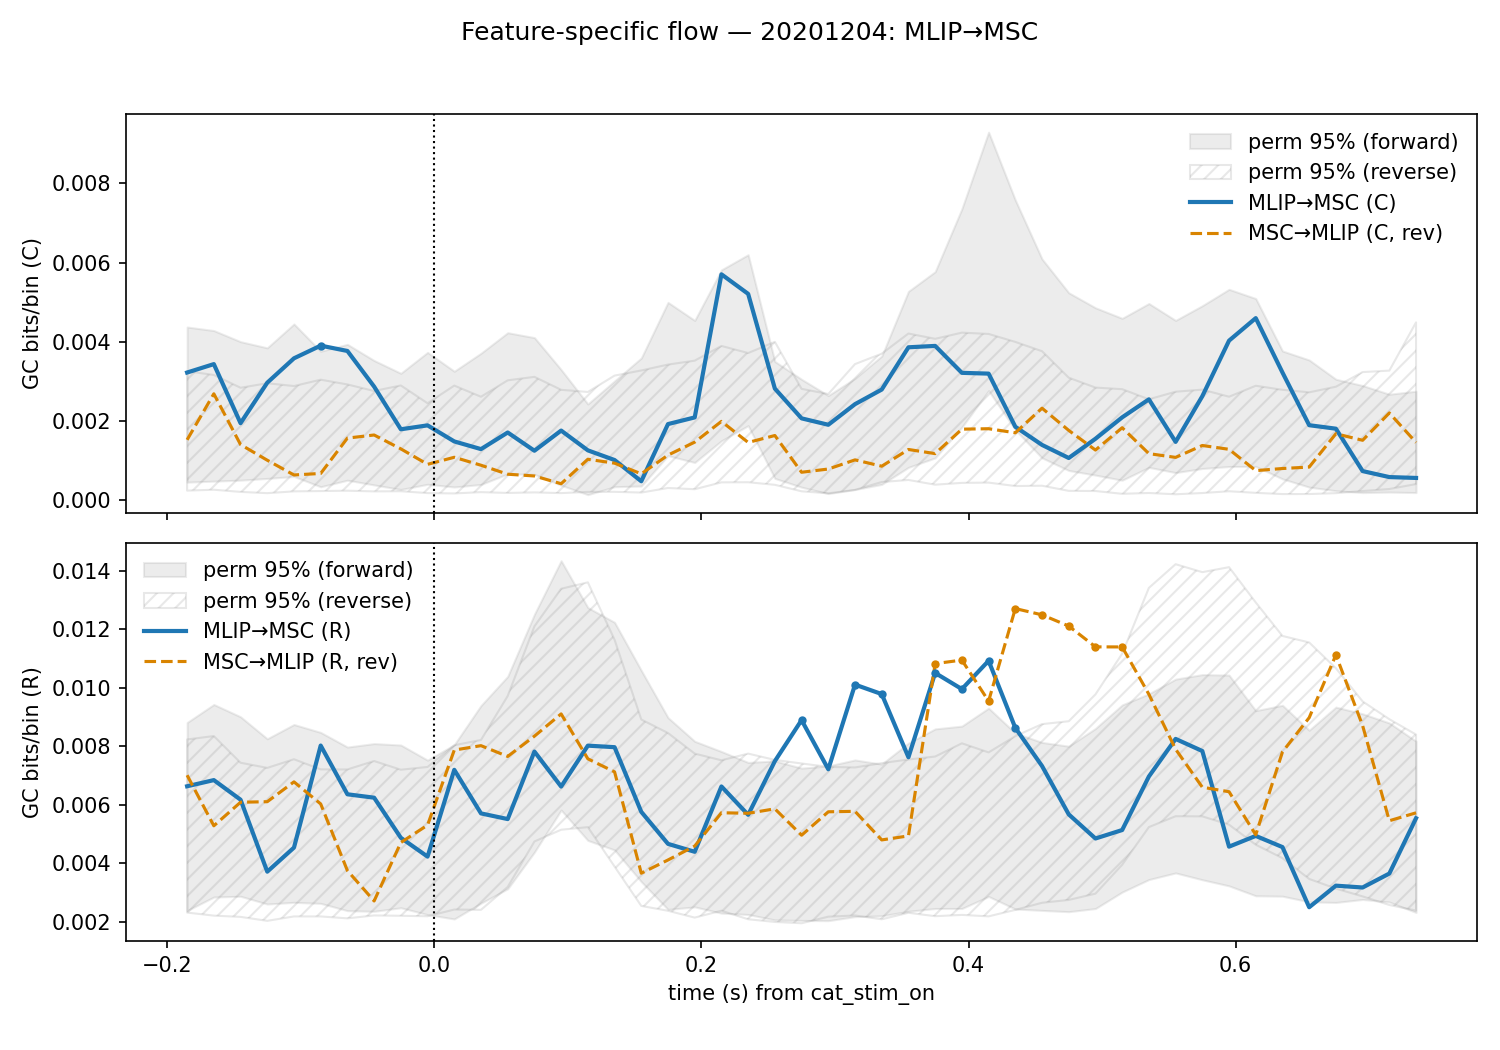 Feature-specific flow — 20201204: MLIP→MSC
GC bits/bin (C)
0.008
0.006
0.004
0.002
0.000
perm 95% (forward)
perm 95% (reverse)
MLIP→MSC (C)
MSC→MLIP (C, rev)
GC bits/bin (R)
0.014
0.012
0.010
0.008
0.006
0.004
0.002
perm 95% (forward)
perm 95% (reverse)
MLIP→MSC (R)
MSC→MLIP (R, rev)
−0.2
0.0
0.2
0.4
0.6
time (s) from cat_stim_on